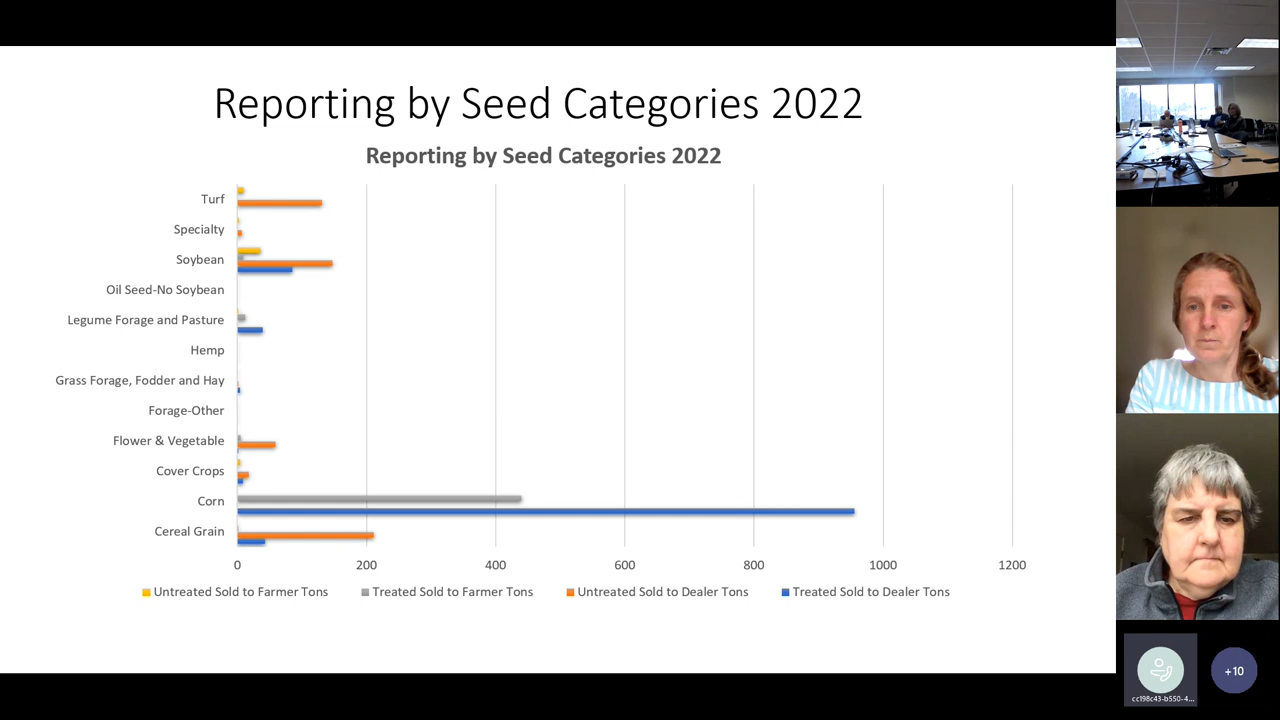 Reporting by Seed Categories 2022
Reporting by Seed Categories 2022
Turf
Specialty
Soybean
Oil Seed-No Soybean
Legume Forage and Pasture
Hemp
Grass Forage, Fodder and Hay
Forage-Other
Flower & Vegetable
Cover Crops
Corn
Cereal Grain
0 200 400 600 800 1000 1200
Untreated Sold to Farmer Tons Treated Sold to Farmer Tons Untreated Sold to Dealer Tons Treated Sold to Dealer Tons
cc198c43-b550-4...
+10